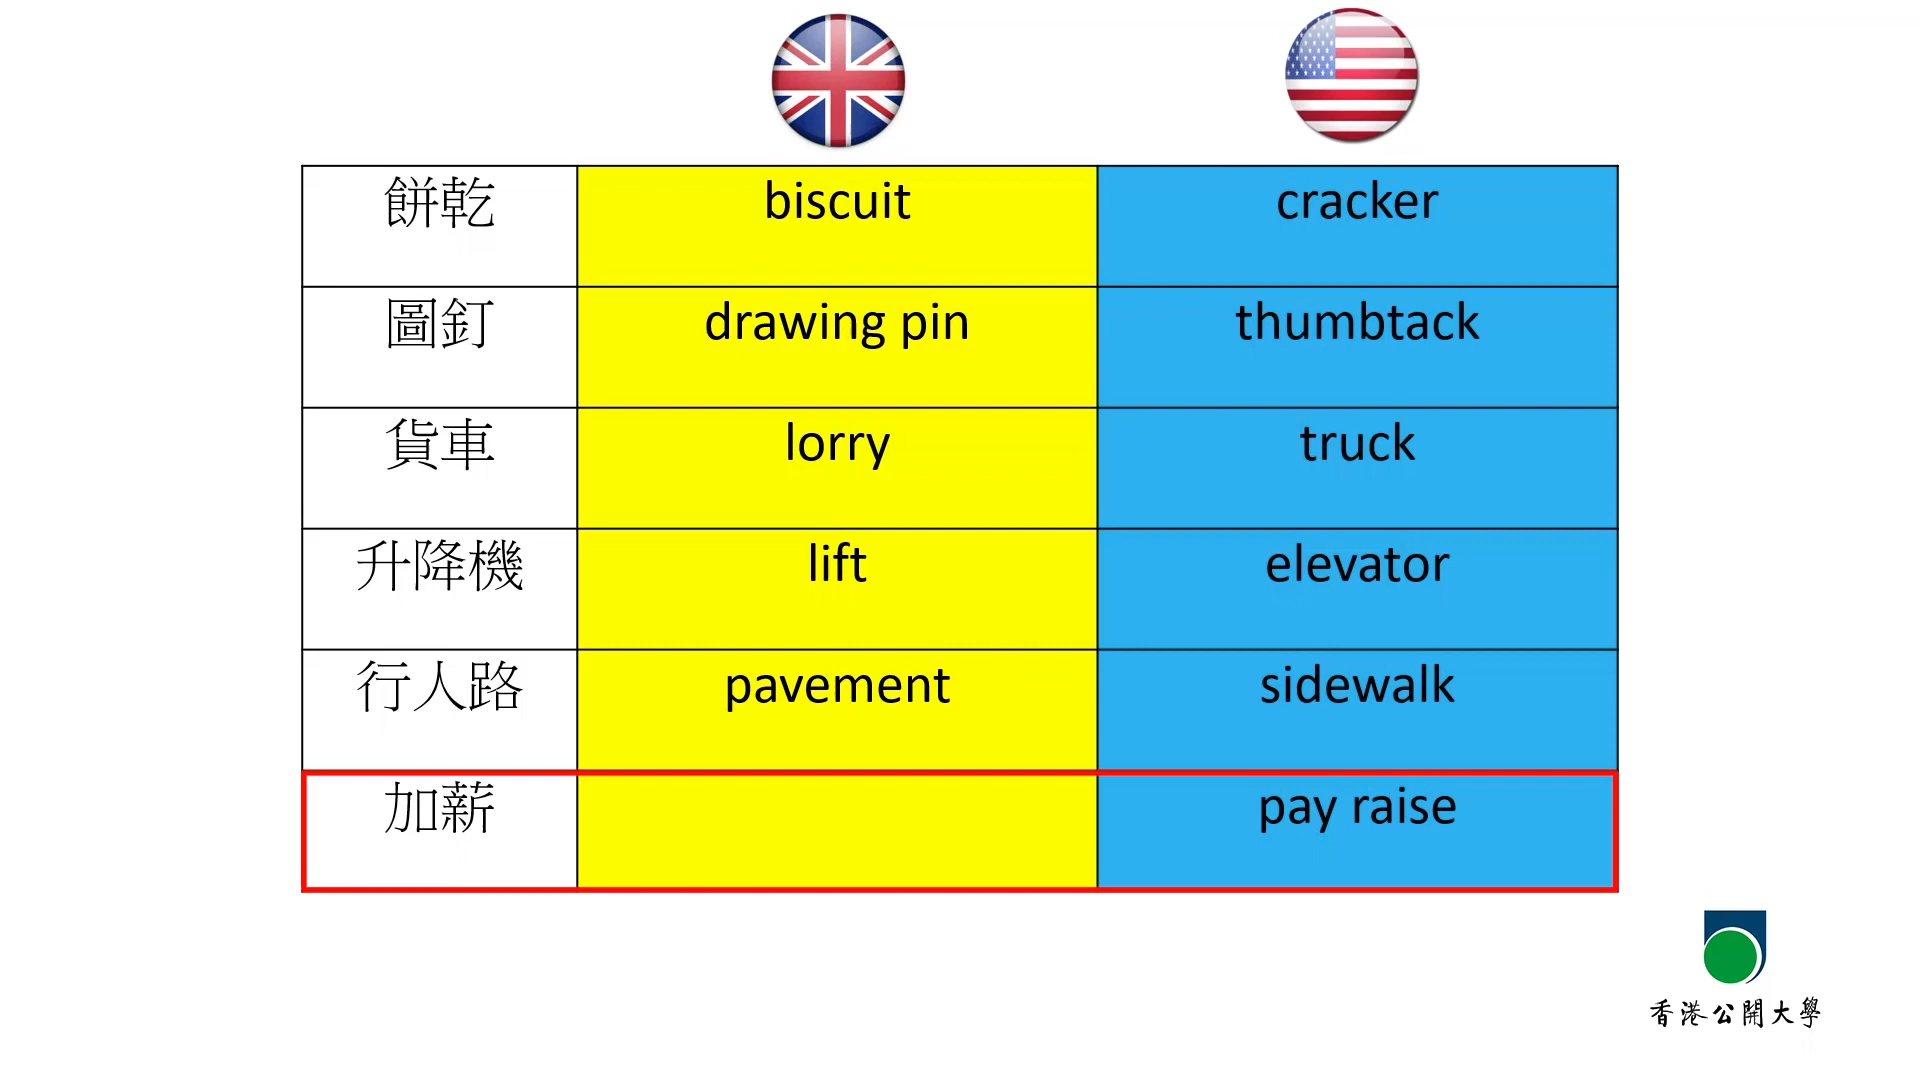 餅乾 biscuit cracker
圖釘 drawing pin thumbtack
貨車 lorry truck
升降機 lift elevator
行人路 pavement sidewalk
加薪 pay raise
香港公開大學